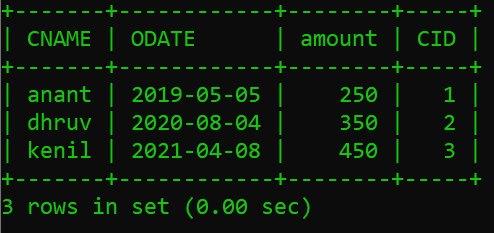 +-------+------------+--------+-----+
| CNAME | ODATE      | amount | CID |
+-------+------------+--------+-----+
| anant | 2019-05-05 |    250 |   1 |
| dhruv | 2020-08-04 |    350 |   2 |
| kenil | 2021-04-08 |    450 |   3 |
+-------+------------+--------+-----+
3 rows in set (0.00 sec)